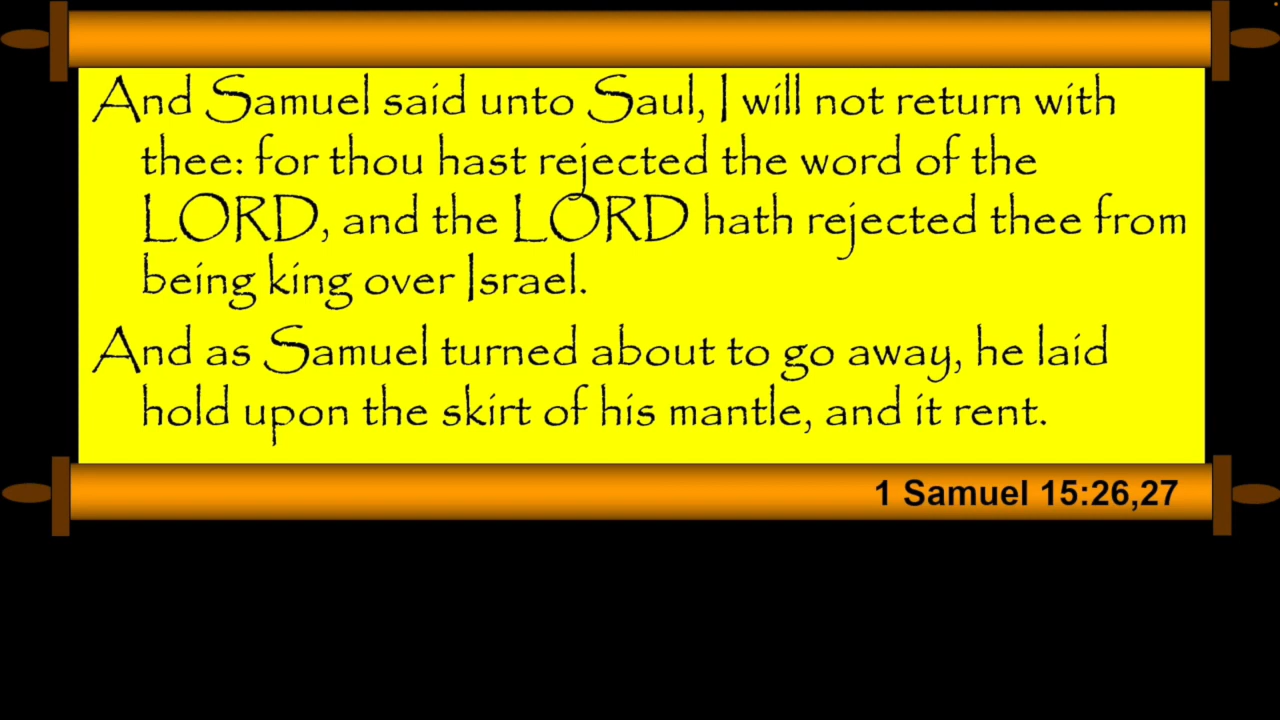 And Samuel said unto Saul, I will not return with
thee: for thou hast rejected the word of the
LORD, and the LORD hath rejected thee from
being king over Israel.
And as Samuel turned about to go away, he laid
hold upon the skirt of his mantle, and it rent.
1 Samuel 15:26,27